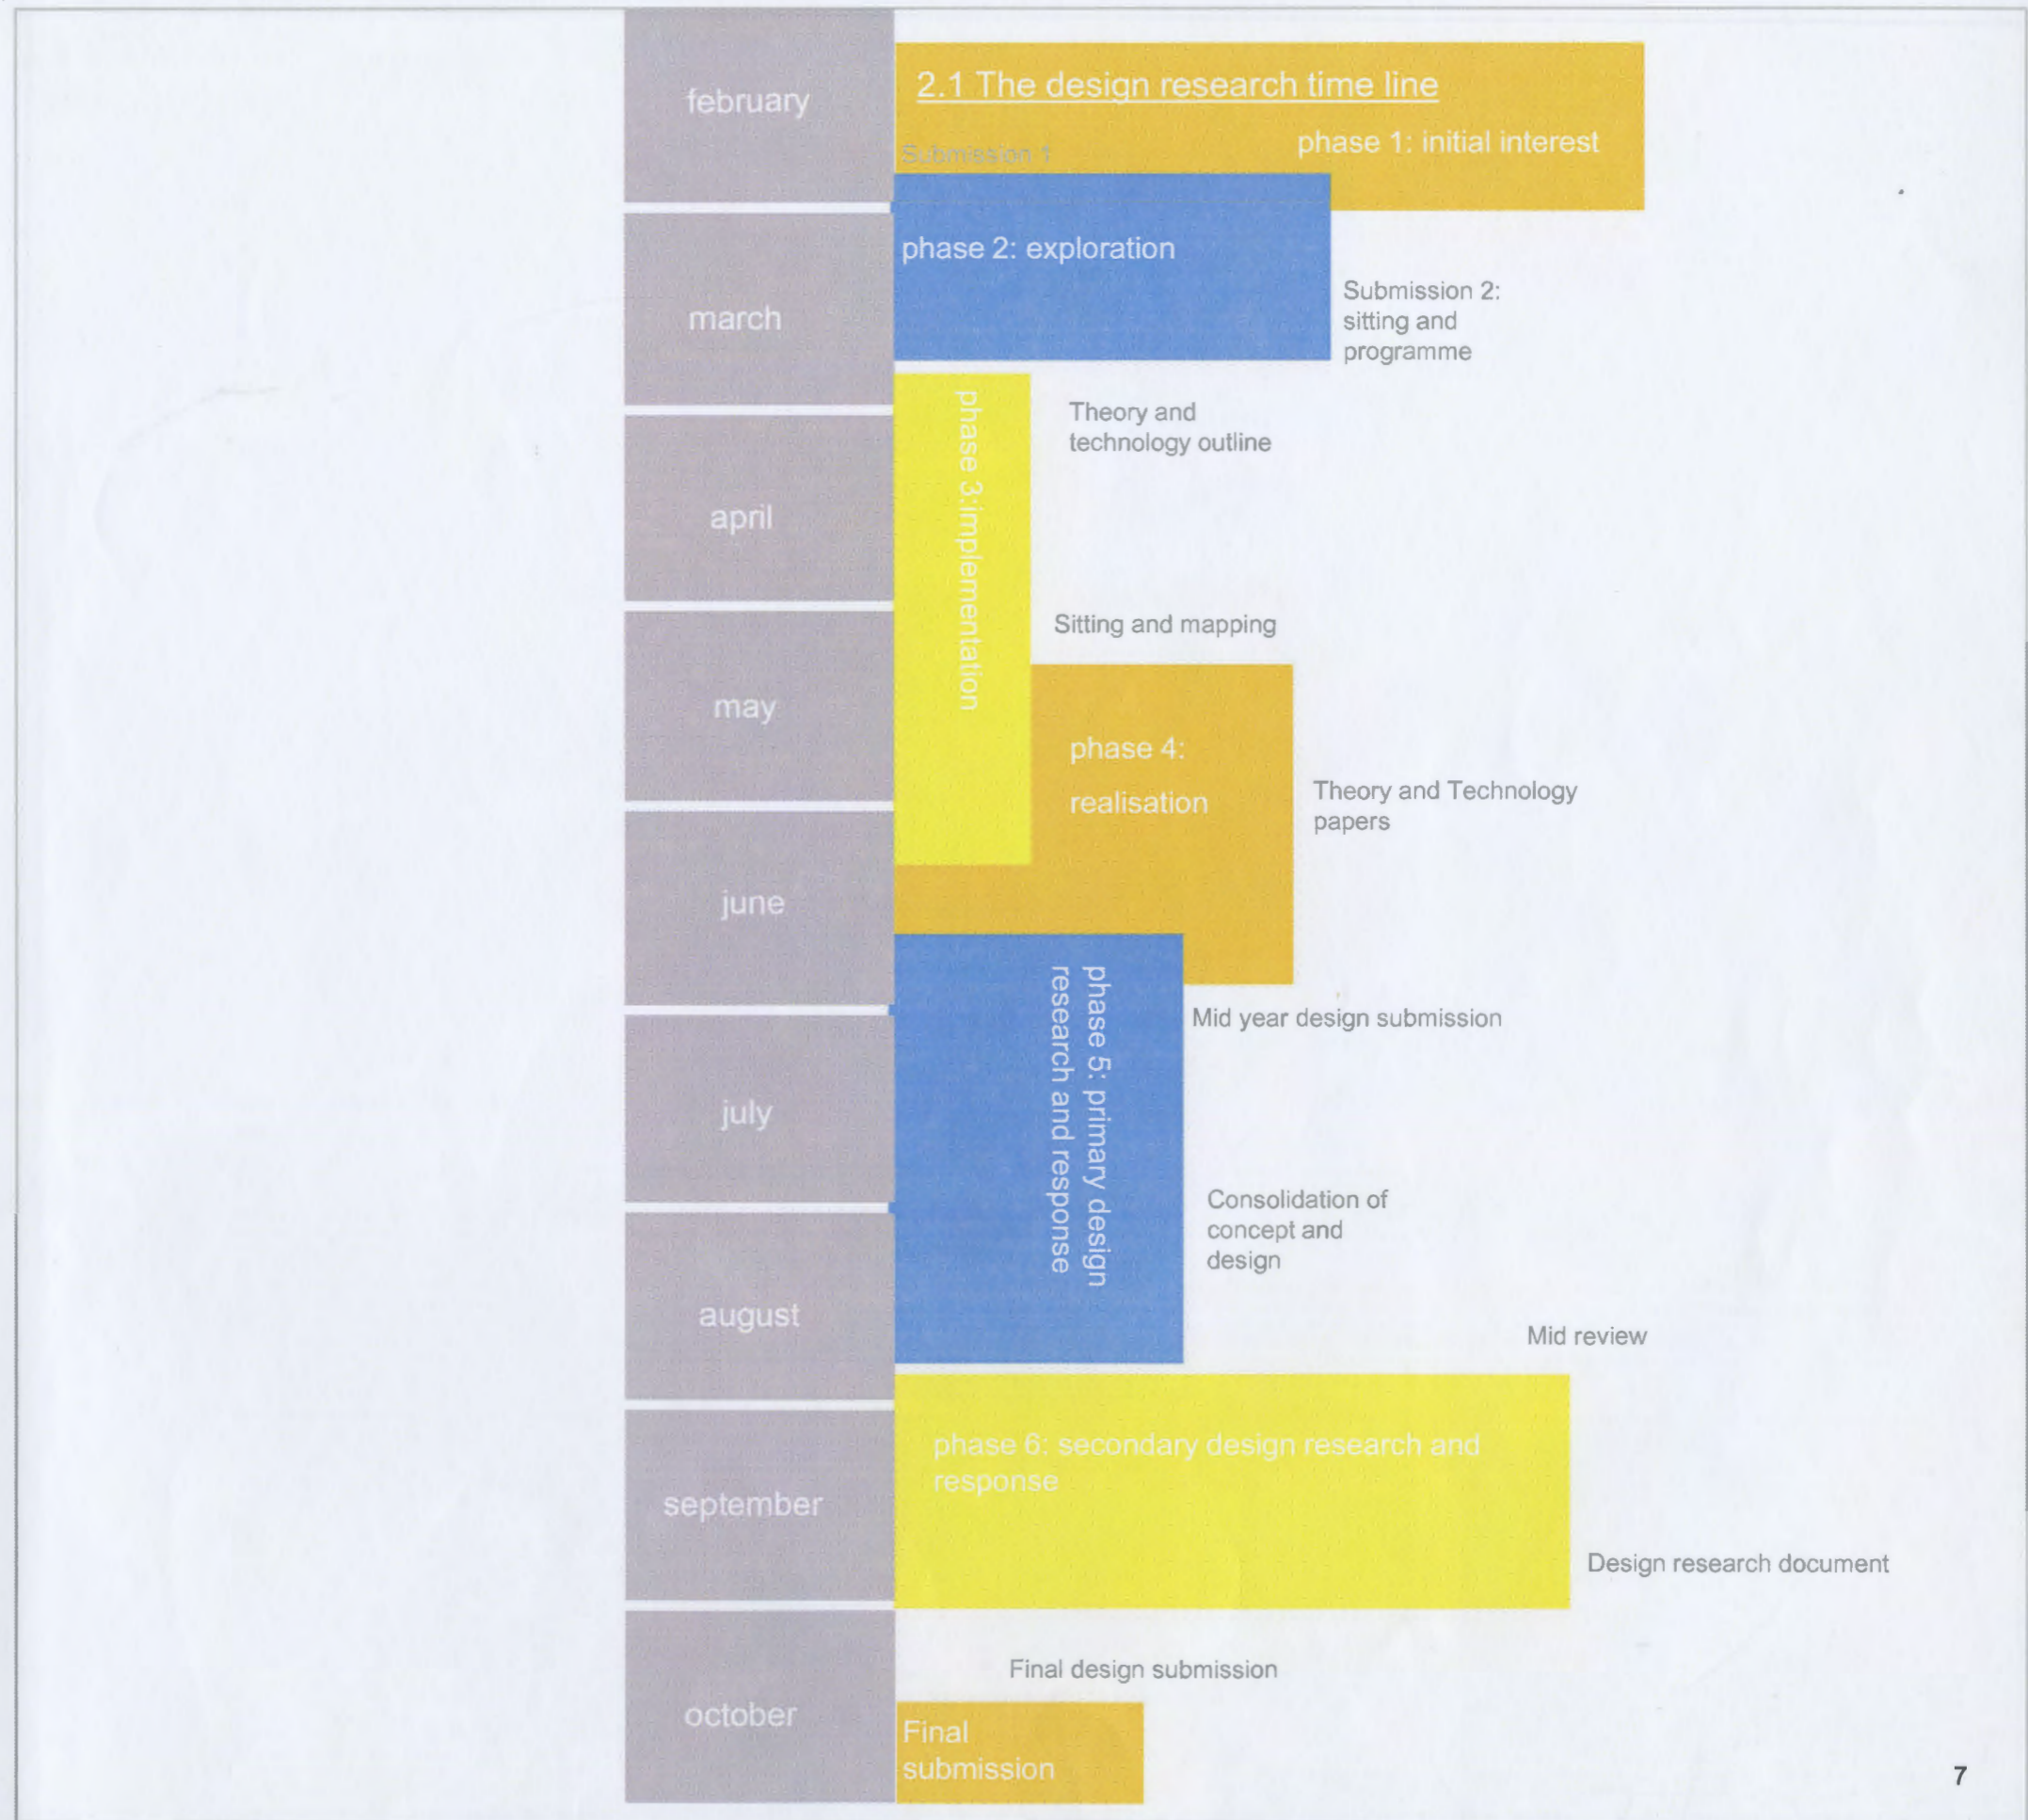 february
2.1 The design research time line
phase 1: initial interest
Submission 1
phase 2: exploration
march
Submission 2:
sitting and
programme
phase 3:implementation
Theory and
technology outline
april
Sitting and mapping
may
phase 4:
realisation
Theory and Technology
papers
june
phase 5: primary design
research and response
Mid year design submission
july
Consolidation of
concept and
design
august
Mid review
phase 6: secondary design research and
response
september
Design research document
Final design submission
october
Final
submission
7